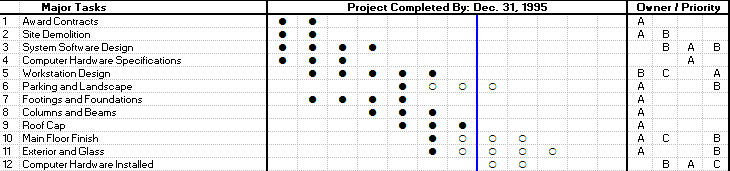 Major Tasks Project Completed By: Dec. 31, 1995 Owner / Priority
1 Award Contracts A
2 Site Demolition A B
3 System Software Design B A B
4 Computer Hardware Specifications A
5 Workstation Design B C A
6 Parking and Landscape A B
7 Footings and Foundations A
8 Columns and Beams A
9 Roof Cap A
10 Main Floor Finish A C B
11 Exterior and Glass A B
12 Computer Hardware Installed B A C